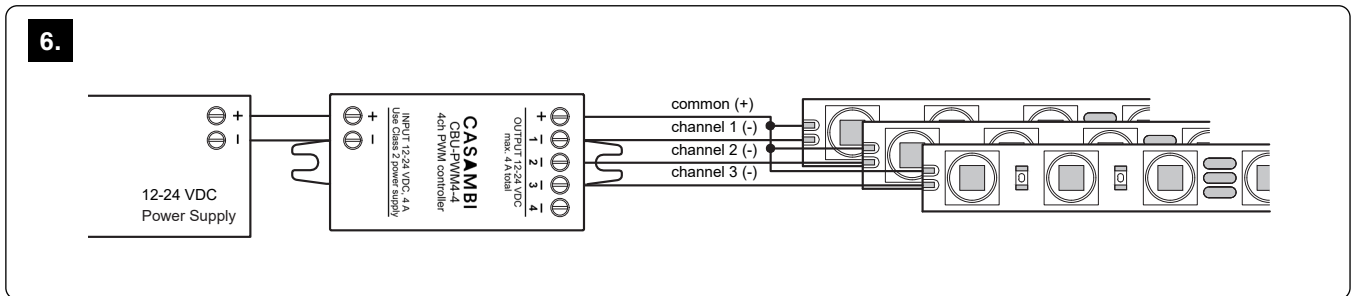 6.
12-24 VDC
Power Supply
+
−
+
−
INPUT 12-24 VDC, 4 A
Use Class 2 power supply
CASAMBI
CBU-PWM4-4
4ch PWM controller
OUTPUT 12-24 VDC
max. 4 A total
+
1 −
2 −
3 −
4 −
common (+)
channel 1 (-)
channel 2 (-)
channel 3 (-)